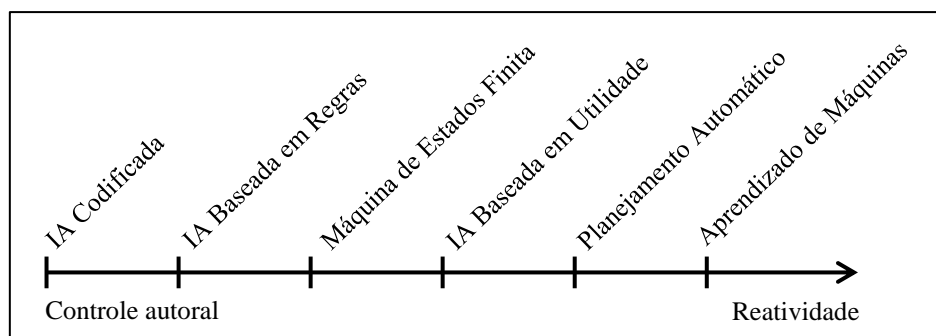 IA Codificada
IA Baseada em Regras
Máquina de Estados Finita
IA Baseada em Utilidade
Planejamento Automático
Aprendizado de Máquinas
Controle autoral
Reatividade